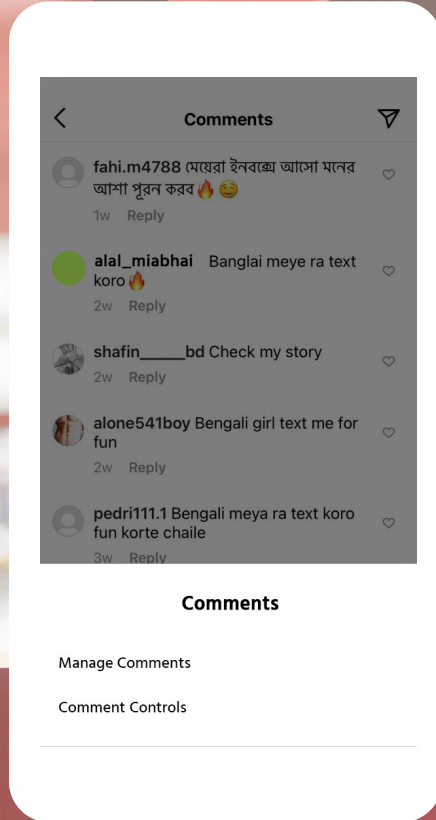 Comments
fahi.m4788 মেয়েরা ইনবক্সে আসো মনের
আশা পূরন করব🔥😊
1w Reply
alal_miabhai Banglai meye ra text
koro🔥
2w Reply
shafin_____bd Check my story
2w Reply
alone541boy Bengali girl text me for
fun
2w Reply
pedri111.1 Bengali meya ra text koro
fun korte chaile
3w Reply
Comments
Manage Comments
Comment Controls